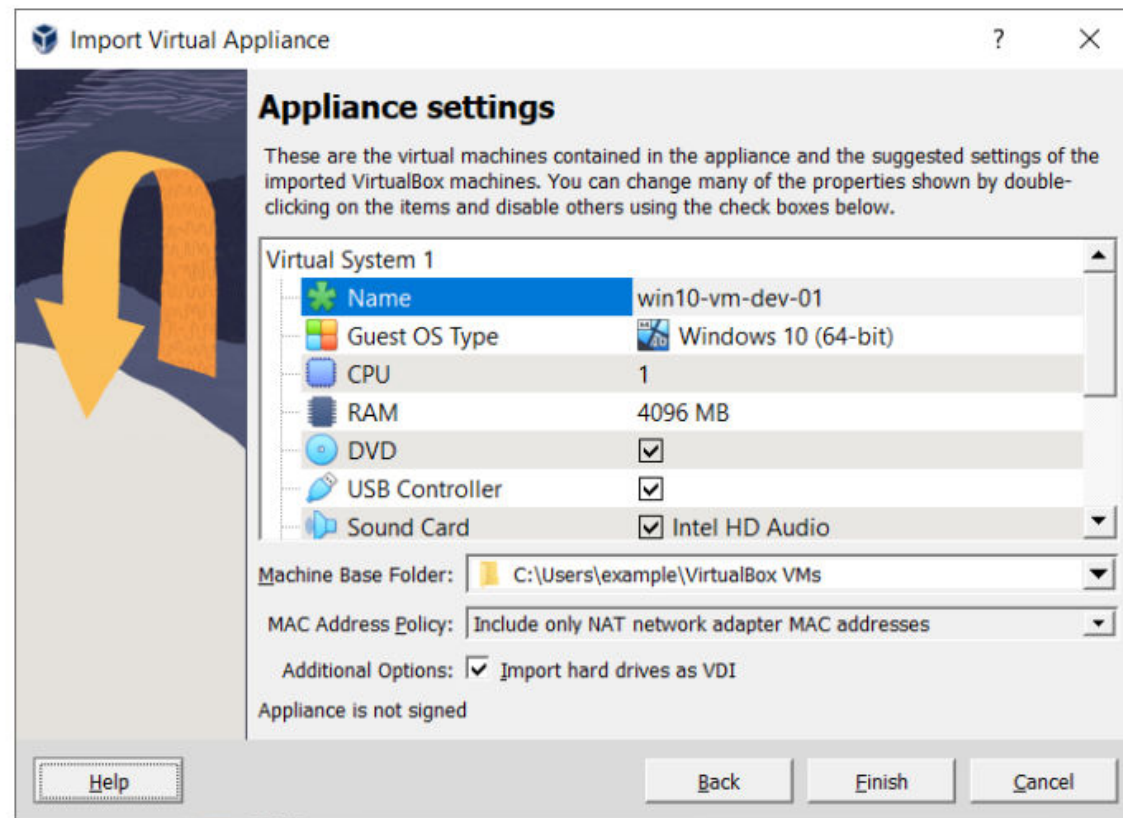 Import Virtual Appliance
?
Appliance settings
These are the virtual machines contained in the appliance and the suggested settings of the
imported VirtualBox machines. You can change many of the properties shown by double-
clicking on the items and disable others using the check boxes below.
Virtual System 1
Name win10-vm-dev-01
Guest OS Type Windows 10 (64-bit)
CPU 1
RAM 4096 MB
DVD
USB Controller
Sound Card Intel HD Audio
Machine Base Folder: C:\Users\example\VirtualBox VMs
MAC Address Policy: Include only NAT network adapter MAC addresses
Additional Options: Import hard drives as VDI
Appliance is not signed
Help Back Finish Cancel